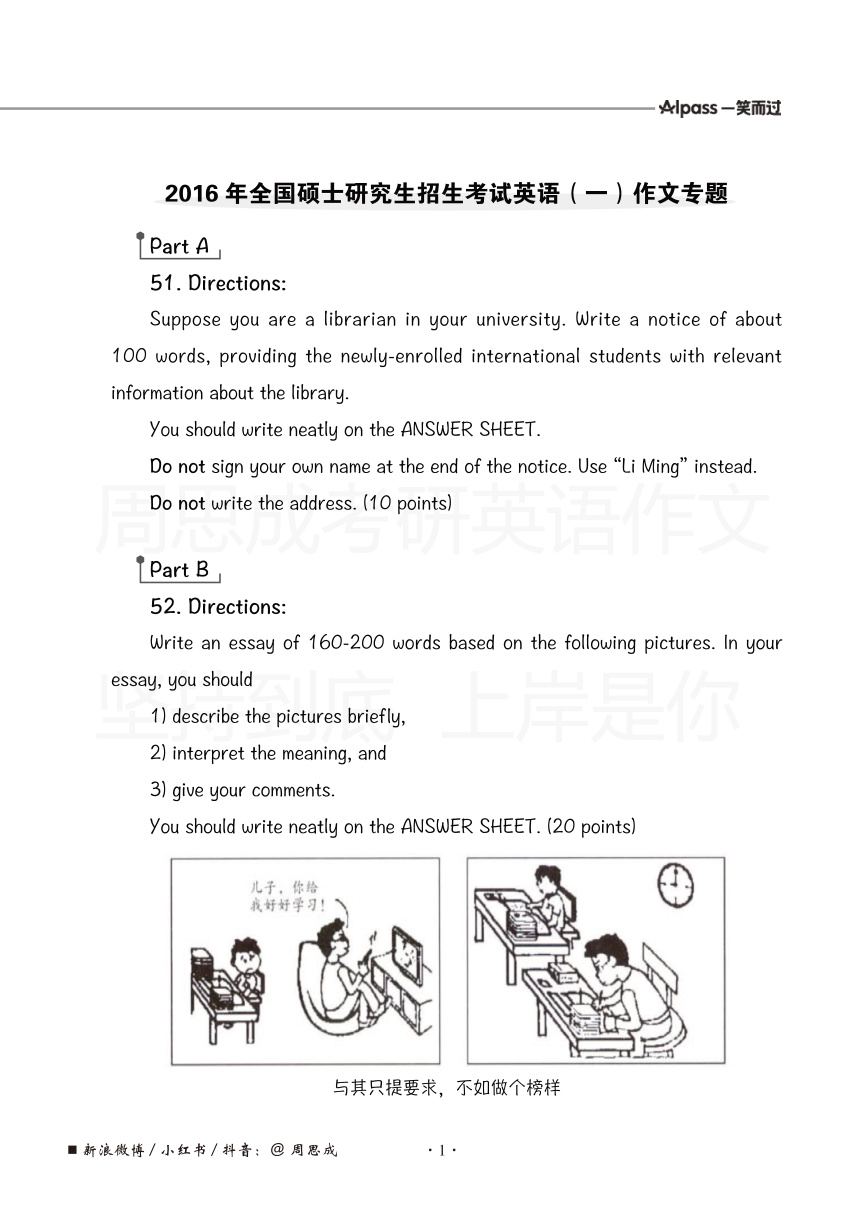 Alpass 一笑而过
2016 年全国硕士研究生招生考试英语（一）作文专题
Part A
51. Directions:
Suppose you are a librarian in your university. Write a notice of about
100 words, providing the newly-enrolled international students with relevant
information about the library.
You should write neatly on the ANSWER SHEET.
Do not sign your own name at the end of the notice. Use “Li Ming” instead.
周思成考研英语作文
Do not write the address. (10 points)
Part B
52. Directions:
Write an essay of 160-200 words based on the following pictures. In your
essay, you should
坚持到底 上岸是你
1) describe the pictures briefly,
2) interpret the meaning, and
3) give your comments.
You should write neatly on the ANSWER SHEET. (20 points)
儿子，你给
我好好学习！
与其只提要求，不如做个榜样
■ 新浪微博 / 小红书 / 抖音：@ 周思成
· 1 ·